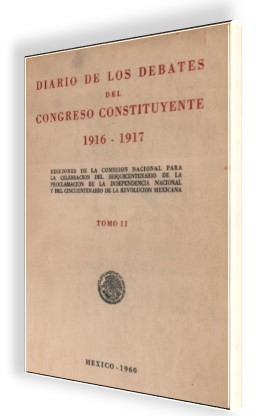 DIARIO DE LOS DEBATES
DEL
CONGRESO CONSTITUYENTE
1916 - 1917
EDICIONES DE LA COMISION NACIONAL PARA
LA CELEBRACION DEL SESQUICENTENARIO DE LA
PROCLAMACION DE LA INDEPENDENCIA NACIONAL
Y DEL CINCUENTENARIO DE LA REVOLUCION MEXICANA
TOMO II
MEXICO - 1960